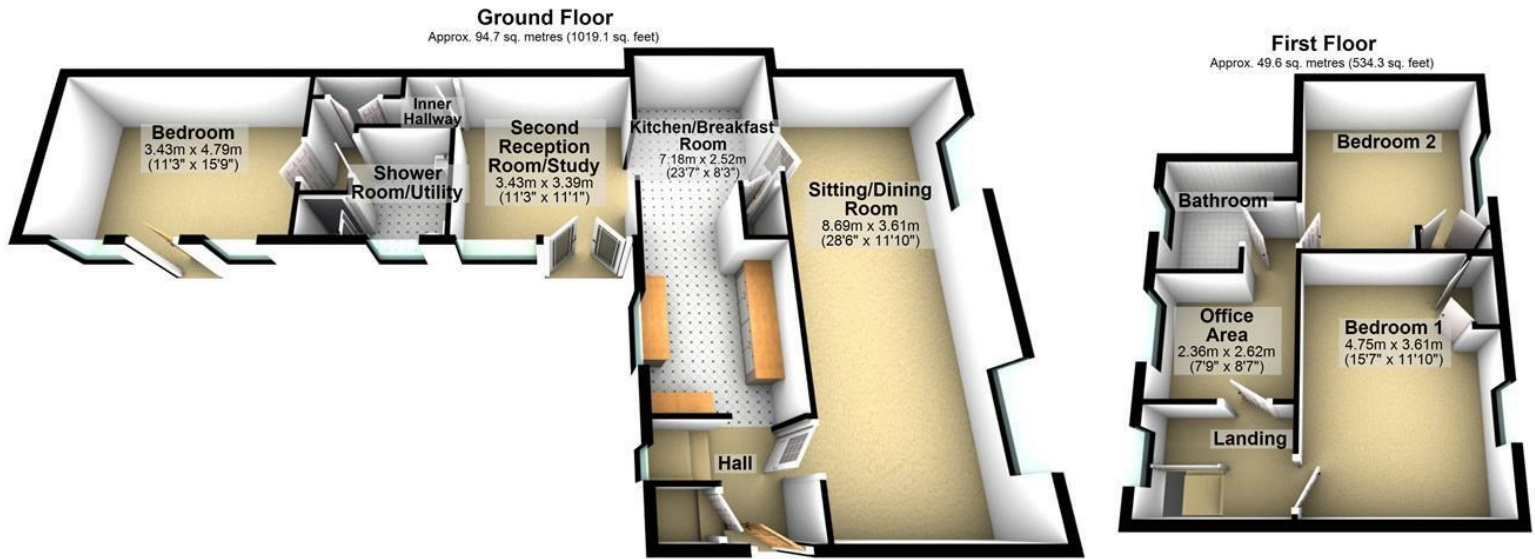 Ground Floor
Approx. 94.7 sq. metres (1019.1 sq. feet)
Bedroom
3.43m x 4.79m
(11'3" x 15'9")
Inner
Hallway
Shower
Room/Utility
Second
Reception
Room/Study
3.43m x 3.39m
(11'3" x 11'1")
Kitchen/Breakfast
Room
7.18m x 2.52m
(23'7" x 8'3")
Sitting/Dining
Room
8.69m x 3.61m
(28'6" x 11'10")
Hall
First Floor
Approx. 49.6 sq. metres (534.3 sq. feet)
Bedroom 2
Bathroom
Office
Area
2.36m x 2.62m
(7'9" x 8'7")
Bedroom 1
4.75m x 3.61m
(15'7" x 11'10")
Landing